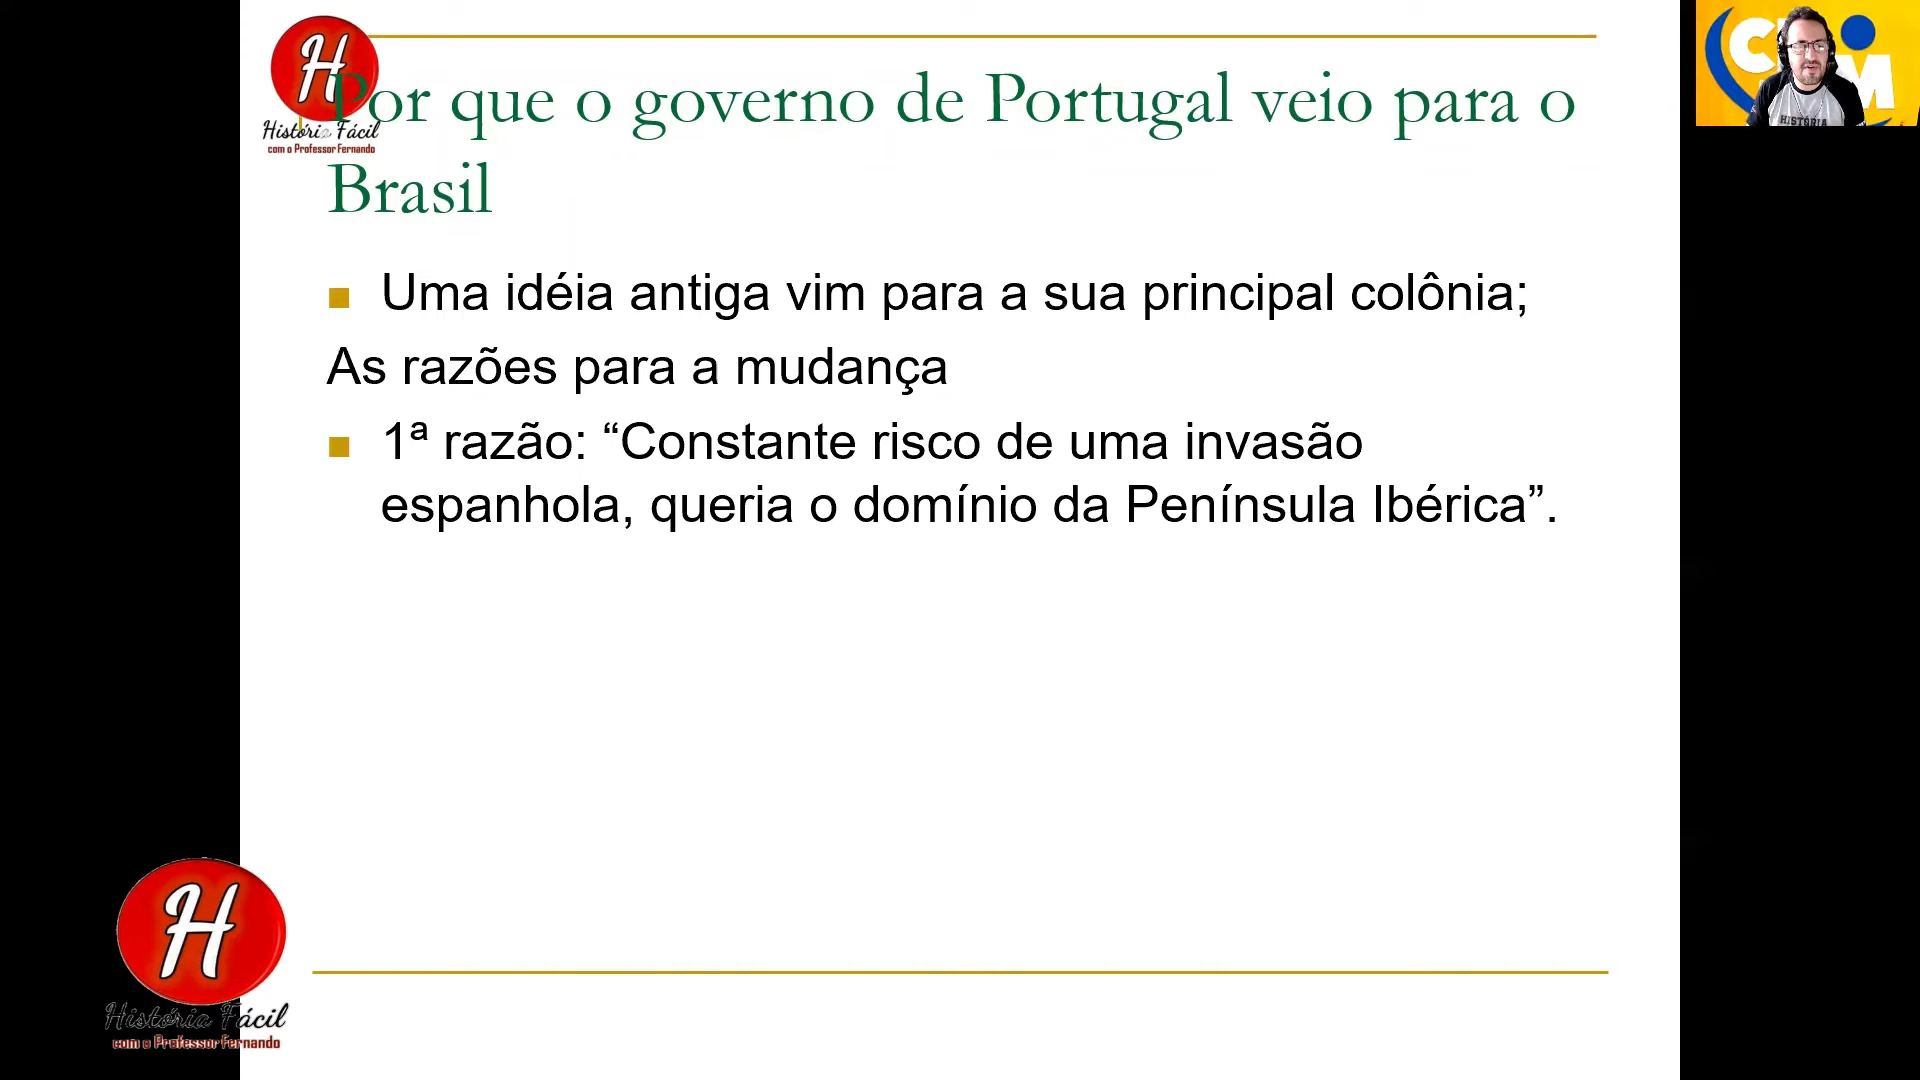 H
História Fácil
com o Professor Fernando
Por que o governo de Portugal veio para o
Brasil
Uma idéia antiga vim para a sua principal colônia;
As razões para a mudança
1ª razão: “Constante risco de uma invasão
espanhola, queria o domínio da Península Ibérica”.
HISTÓRIA
H
História Fácil
com o Professor Fernando